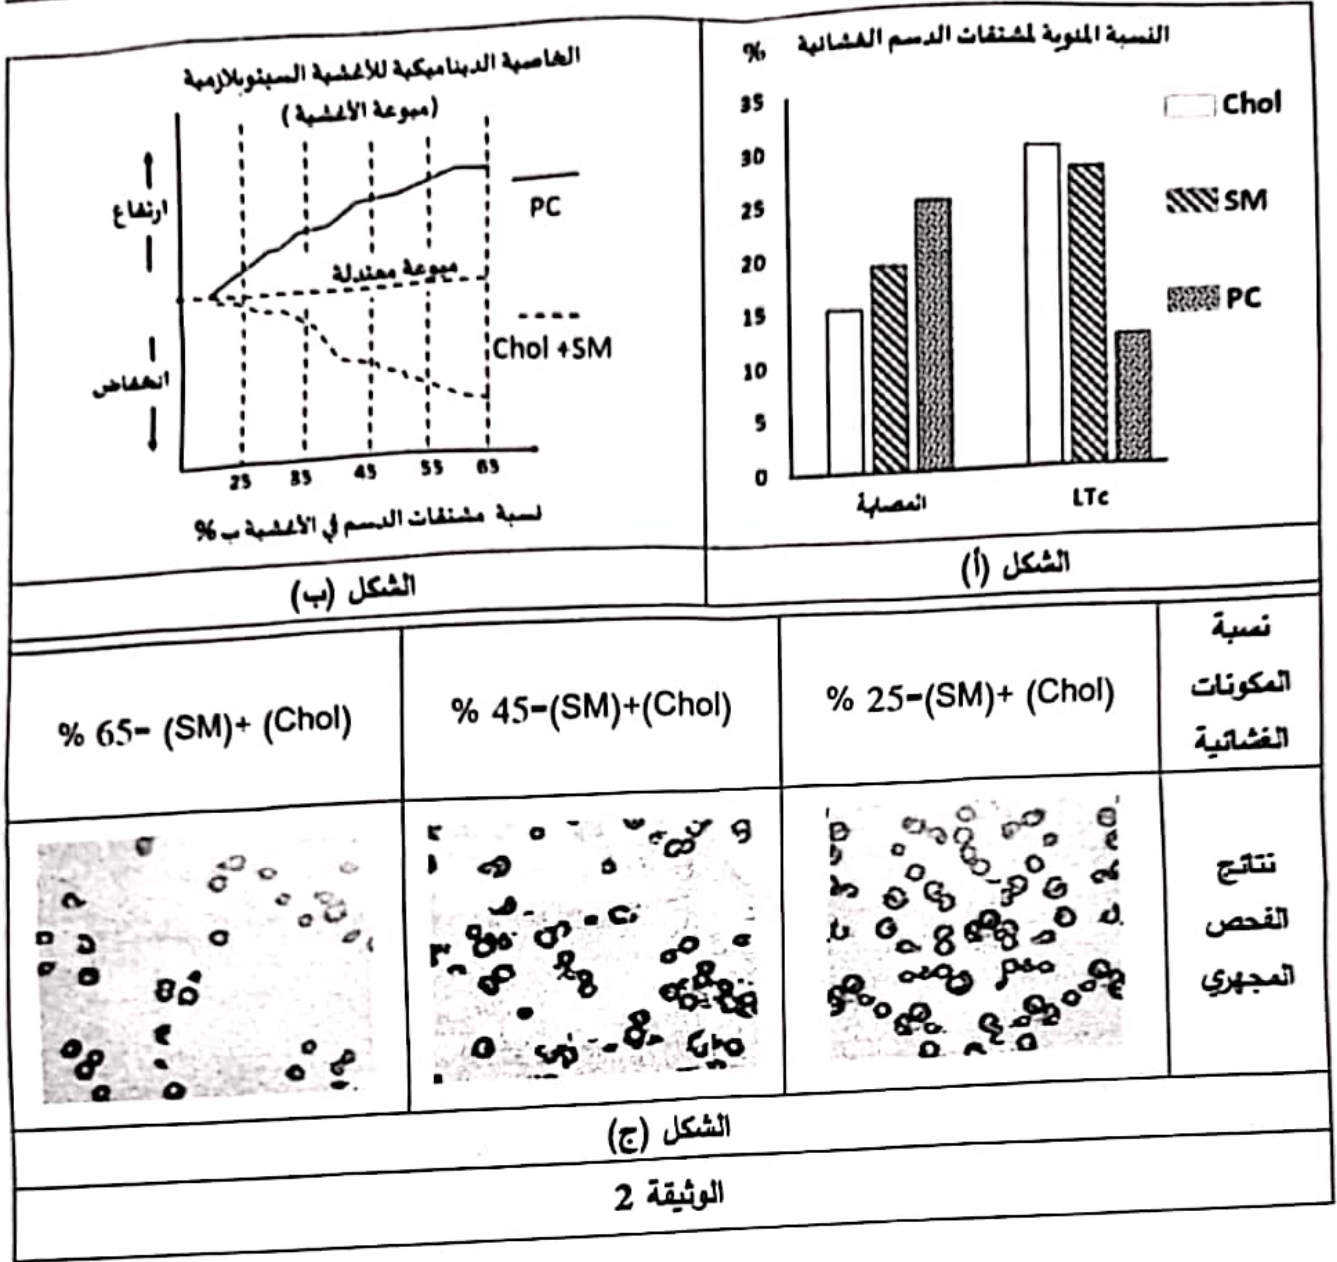 النسبة المئوية لمشتقات الدسم الغشائية
%
35
30
25
20
15
10
5
0
Chol
SM
PC
المصابة
LTc
الشكل (أ)
الخاصية الديناميكية للأغشية السيتوبلازمية
(ميوعة الأغشية)
ارتفاع
انخفاض
PC
ميوعة معتدلة
Chol +SM
25 35 45 55 65
نسبة مشتقات الدسم في الأغشية ب %
الشكل (ب)
نسبة
المكونات
الغشائية
% 25-(SM)+ (Chol)
% 45-(SM)+(Chol)
% 65- (SM)+ (Chol)
نتائج
الفحص
المجهري
الشكل (ج)
الوثيقة 2